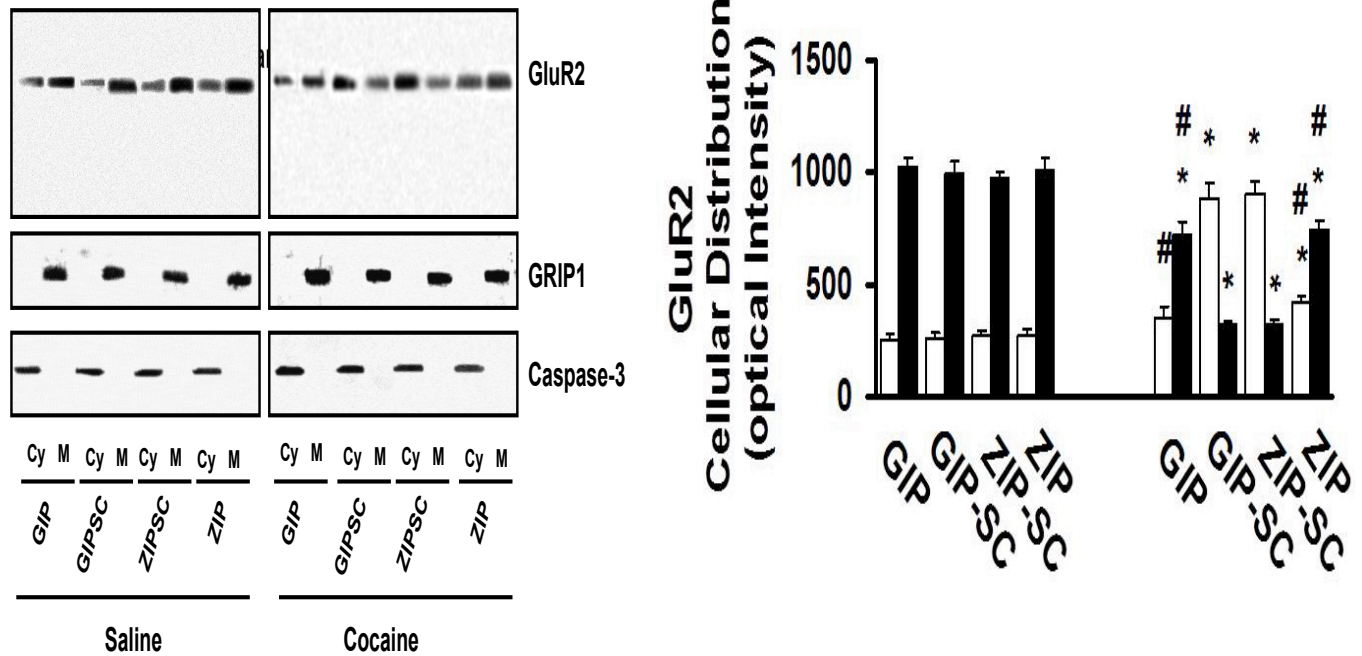 GluR2
GRIP1
Caspase-3
Cy M Cy M Cy M Cy M
Cy M Cy M Cy M Cy M
GIP GIPSC ZIPSC ZIP
GIP GIPSC ZIPSC ZIP
Saline
Cocaine
GluR2
Cellular Distribution
(optical Intensity)
1500
1000
500
0
# * # * * * * # * # *
GIP GIP-SC ZIP-SC ZIP
GIP GIP-SC ZIP-SC ZIP